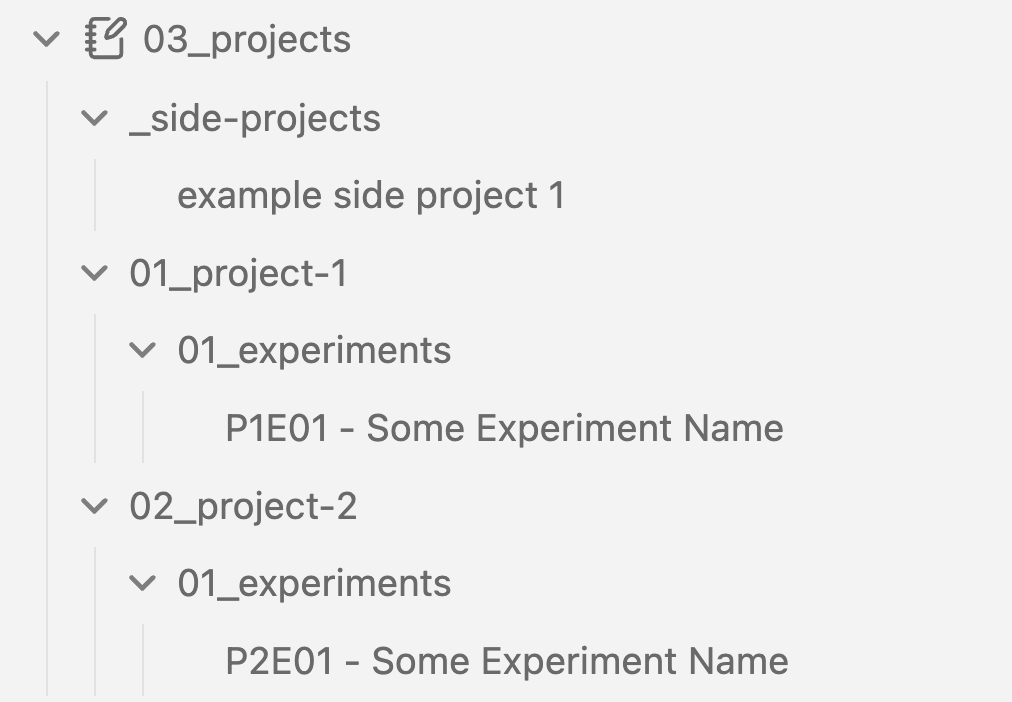 03_projects
_side-projects
example side project 1
01_project-1
01_experiments
P1E01 - Some Experiment Name
02_project-2
01_experiments
P2E01 - Some Experiment Name